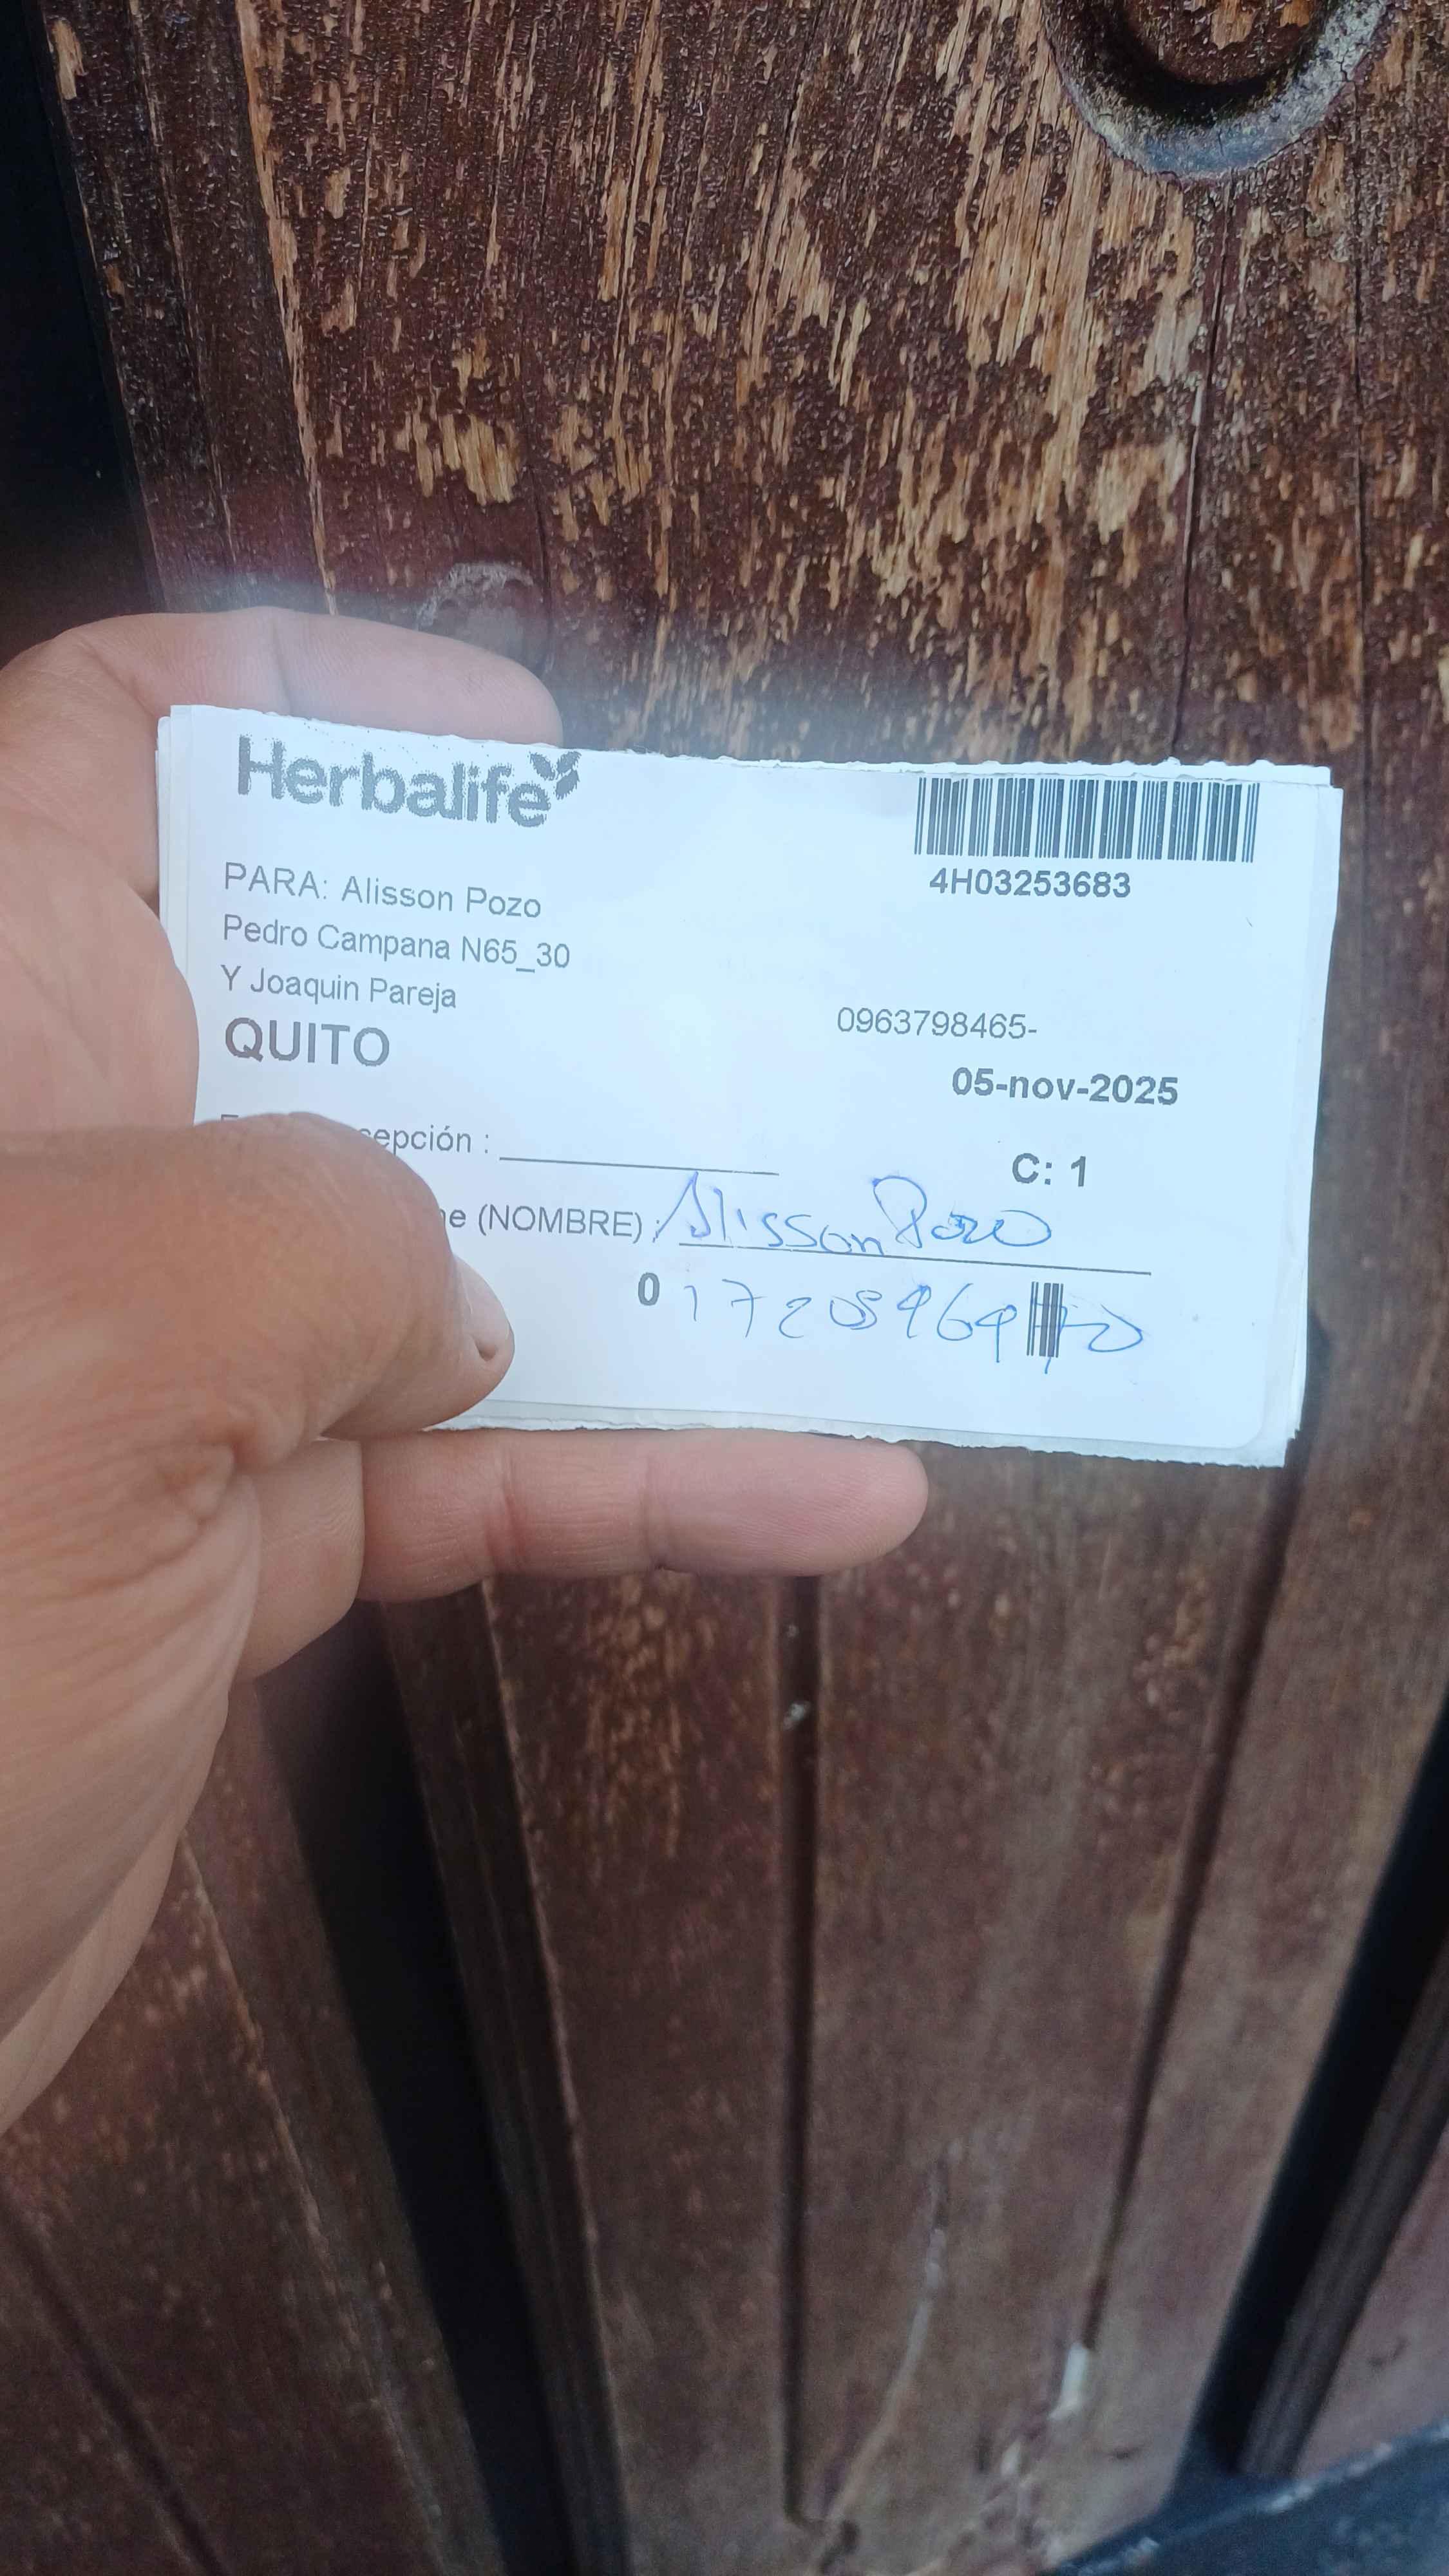 Herbalife
4H03253683
PARA: Alisson Pozo
Pedro Campana N65_30
Y Joaquin Pareja
QUITO
0963798465-
05-nov-2025
C: 1
epción :
(NOMBRE) : Alisson Pozo
0